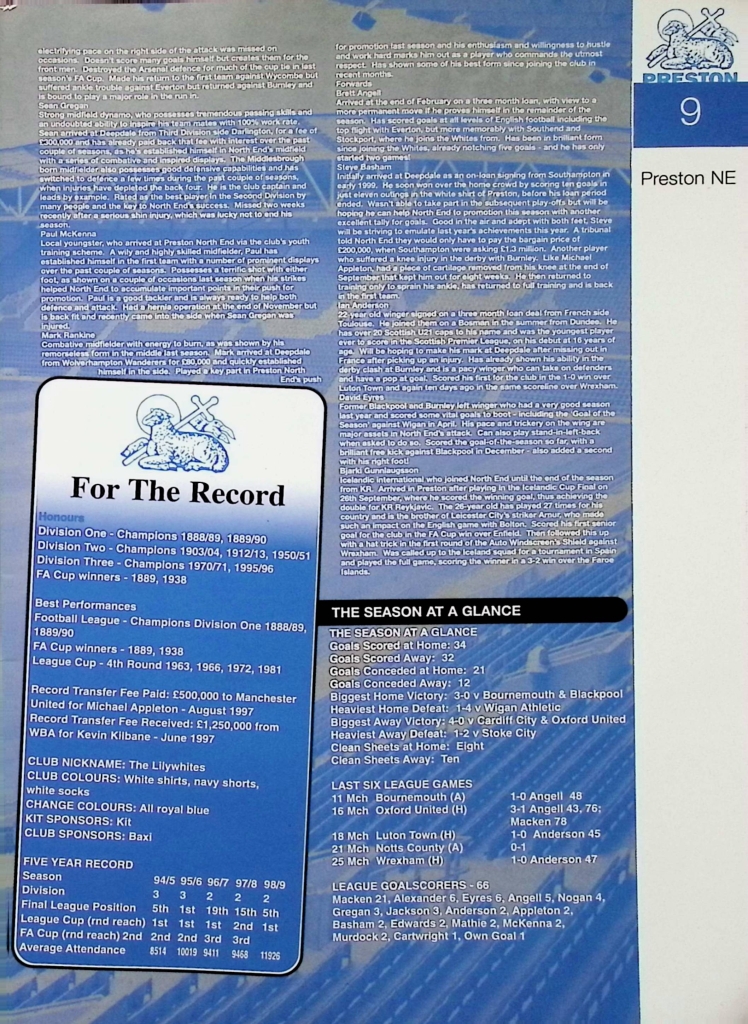 electrifying pace on the right side of the attack was missed on
occasions. Doesn't score many goals himself but creates them for the
front men. Destroyed the Arsenal defence for much of the cup tie in last
season's FA Cup. Made his return to the first team against Wycombe but
suffered ankle trouble against Everton but returned against Burnley and
is bound to play a major role in the run in.
Sean Gregan
Strong midfield dynamo, who possesses tremendous passing skills and
an undoubted ability to inspire his team mates with 100% work rate.
Sean arrived at Deepdale from Third Division side Darlington, for a fee of
£300,000 and has already paid back that fee with interest over the past
couple of seasons, as he's established himself in North End's midfield
with a series of combative and inspired displays. The Middlesbrough
born midfielder also possesses good defensive capabilities and has
switched to defence a few times during the past couple of seasons,
when injuries have depleted the back four. He is the club captain and
leads by example. Rated as the best player in the Second Division by
many people and the key to North End's success. Missed two weeks
recently after a serious shin injury, which was lucky not to end his
season.
Paul McKenna
Local youngster, who arrived at Preston North End via the club's youth
training scheme. A wily and highly skilled midfielder, Paul has
established himself in the first team with a number of prominent displays
over the past couple of seasons. Possesses a terrific shot with either
foot, as shown on a couple of occasions last season when his strikes
helped North End to accumulate important points in their push for
promotion. Paul is a good tackler and is always ready to help both
defence and attack. Had a hernia operation at the end of November but
is back fit and recently came into the side when Sean Gregan was
injured.
Mark Rankine
Combative midfielder with energy to burn, as was shown by his
remorseless form in the middle last season. Mark arrived at Deepdale
from Wolverhampton Wanderers for £80,000 and quickly established
himself in the side. Played a key part in Preston North
End's push
for promotion last season and his enthusiasm and willingness to hustle
and work hard marks him out as a player who commands the utmost
respect. Has shown some of his best form since joining the club in
recent months.
Forwards
Brett Angell
Arrived at the end of February on a three month loan, with view to a
more permanent move if he proves himself in the remainder of the
season. Has scored goals at all levels of English football including the
top flight with Everton, but more memorably with Southend and
Stockport, where he joins the Whites from. Has been in brilliant form
since joining the Whites, already notching five goals - and he has only
started two games!
Steve Basham
Initially arrived at Deepdale as an on-loan signing from Southampton in
early 1999. He soon won over the home crowd by scoring ten goals in
just eleven outings in the white shirt of Preston, before his loan period
ended. Wasn't able to take part in the subsequent play-offs but will be
hoping he can help North End to promotion this season with another
excellent tally for goals. Good in the air and adept with both feet, Steve
will be striving to emulate last year's achievements this year. A tribunal
told North End they would only have to pay the bargain price of
£200,000, when Southampton were asking £1.3 million. Another player
who suffered a knee injury in the derby with Burnley. Like Michael
Appleton, had a piece of cartilage removed from his knee at the end of
September that kept him out for eight weeks. He then returned to
training only to sprain his ankle, has returned to full training and is back
in the first team.
Ian Anderson
22 year old winger signed on a three month loan deal from French side
Toulouse. He joined them on a Bosman in the summer from Dundee. He
has over 20 Scottish U21 caps to his name and was the youngest player
ever to score in the Scottish Premier League, on his debut at 16 years of
age. Will be hoping to make his mark at Deepdale after missing out in
France after picking up an injury. Has already shown his ability in the
derby clash at Burnley and is a pacy winger who can take on defenders
and have a pop at goal. Scored his first for the club in the 1-0 win over
Luton Town and again ten days ago in the same scoreline over Wrexham.
David Eyres
Former Blackpool and Burnley left winger who had a very good season
last year and scored some vital goals to boot - including the 'Goal of the
Season' against Wigan in April. His pace and trickery on the wing are
major assets in North End's attack. Can also play stand-in-left-back
when asked to do so. Scored the goal-of-the-season so far, with a
brilliant free kick against Blackpool in December - also added a second
with his right foot!
Bjarki Gunnlaugsson
Icelandic international who joined North End until the end of the season
from KR. Arrived in Preston after playing in the Icelandic Cup Final on
26th September, where he scored the winning goal, thus achieving the
double for KR Reykjavic. The 26-year old has played 27 times for his
country and is the brother of Leicester City's striker Arnur, who made
such an impact on the English game with Bolton. Scored his first senior
goal for the club in the FA Cup win over Enfield. Then followed this up
with a hat trick in the first round of the Auto Windscreen's Shield against
Wrexham. Was called up to the Iceland squad for a tournament in Spain
and played the full game, scoring the winner in a 3-2 win over the Faroe
Islands.
PRESTON
9
Preston NE
For The Record
Honours
Division One - Champions 1888/89, 1889/90
Division Two - Champions 1903/04, 1912/13, 1950/51
Division Three - Champions 1970/71, 1995/96
FA Cup winners - 1889, 1938
Best Performances
Football League - Champions Division One 1888/89,
1889/90
FA Cup winners - 1889, 1938
League Cup - 4th Round 1963, 1966, 1972, 1981
Record Transfer Fee Paid: £500,000 to Manchester
United for Michael Appleton - August 1997
Record Transfer Fee Received: £1,250,000 from
WBA for Kevin Kilbane - June 1997
CLUB NICKNAME: The Lilywhites
CLUB COLOURS: White shirts, navy shorts,
white socks
CHANGE COLOURS: All royal blue
KIT SPONSORS: Kit
CLUB SPONSORS: Baxi
FIVE YEAR RECORD
Season 94/5 95/6 96/7 97/8 98/9
Division 3 3 2 2 2
Final League Position 5th 1st 19th 15th 5th
League Cup (rnd reach) 1st 1st 1st 2nd 1st
FA Cup (rnd reach) 2nd 2nd 2nd 3rd 3rd
Average Attendance 8514 10019 9411 9468 11926
THE SEASON AT A GLANCE
THE SEASON AT A GLANCE
Goals Scored at Home: 34
Goals Scored Away: 32
Goals Conceded at Home: 21
Goals Conceded Away: 12
Biggest Home Victory: 3-0 v Bournemouth & Blackpool
Heaviest Home Defeat: 1-4 v Wigan Athletic
Biggest Away Victory: 4-0 v Cardiff City & Oxford United
Heaviest Away Defeat: 1-2 v Stoke City
Clean Sheets at Home: Eight
Clean Sheets Away: Ten
LAST SIX LEAGUE GAMES
11 Mch Bournemouth (A) 1-0 Angell 48
16 Mch Oxford United (H) 3-1 Angell 43, 76;
Macken 78
18 Mch Luton Town (H) 1-0 Anderson 45
21 Mch Notts County (A) 0-1
25 Mch Wrexham (H) 1-0 Anderson 47
LEAGUE GOALSCORERS - 66
Macken 21, Alexander 6, Eyres 6, Angell 5, Nogan 4,
Gregan 3, Jackson 3, Anderson 2, Appleton 2,
Basham 2, Edwards 2, Mathie 2, McKenna 2,
Murdock 2, Cartwright 1, Own Goal 1